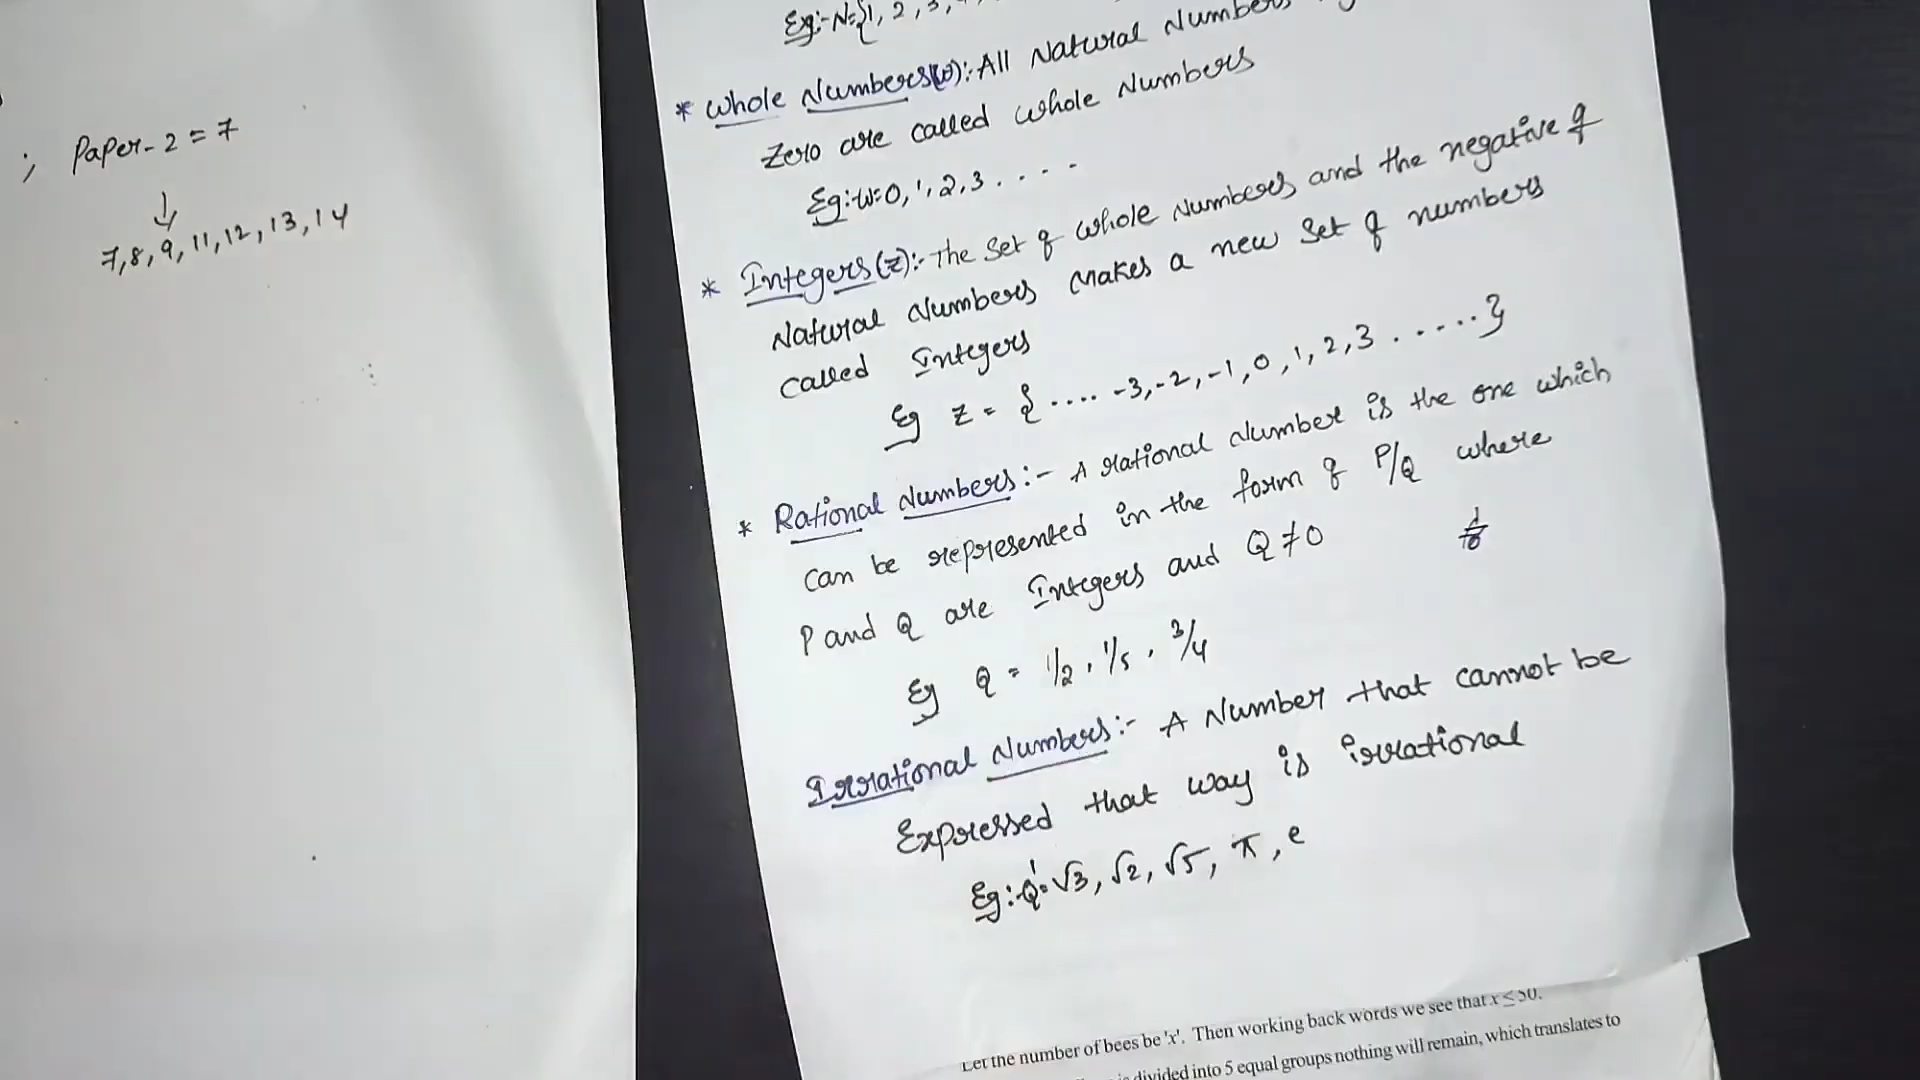 ; Paper-2 = 7
↓
7,8,9,11,12,13,14
Eg:-N={1, 2, 3,
* Whole Numbers(W):-All Natural Numbers
Zero are called whole Numbers
Eg:-W=0,1,2,3....
* Integers(Z):-The Set of whole Numbers and the negative of
Natural Numbers makes a new set of numbers
called Integers
Eg Z = {.... -3,-2,-1,0,1,2,3 .....}
* Rational Numbers:- A rational Number is the one which
can be represented in the form of P/Q where
P and Q are Integers and Q≠0
Eg Q = 1/2, 1/5, 3/4
Irrational Numbers:- A Number that cannot be
Expressed that way is irrational
Eg:-Q'=√3, √2, √5, π, e
Let the number of bees be 'x'. Then working back words we see that x ≤ 50.
divided into 5 equal groups nothing will remain, which translates to